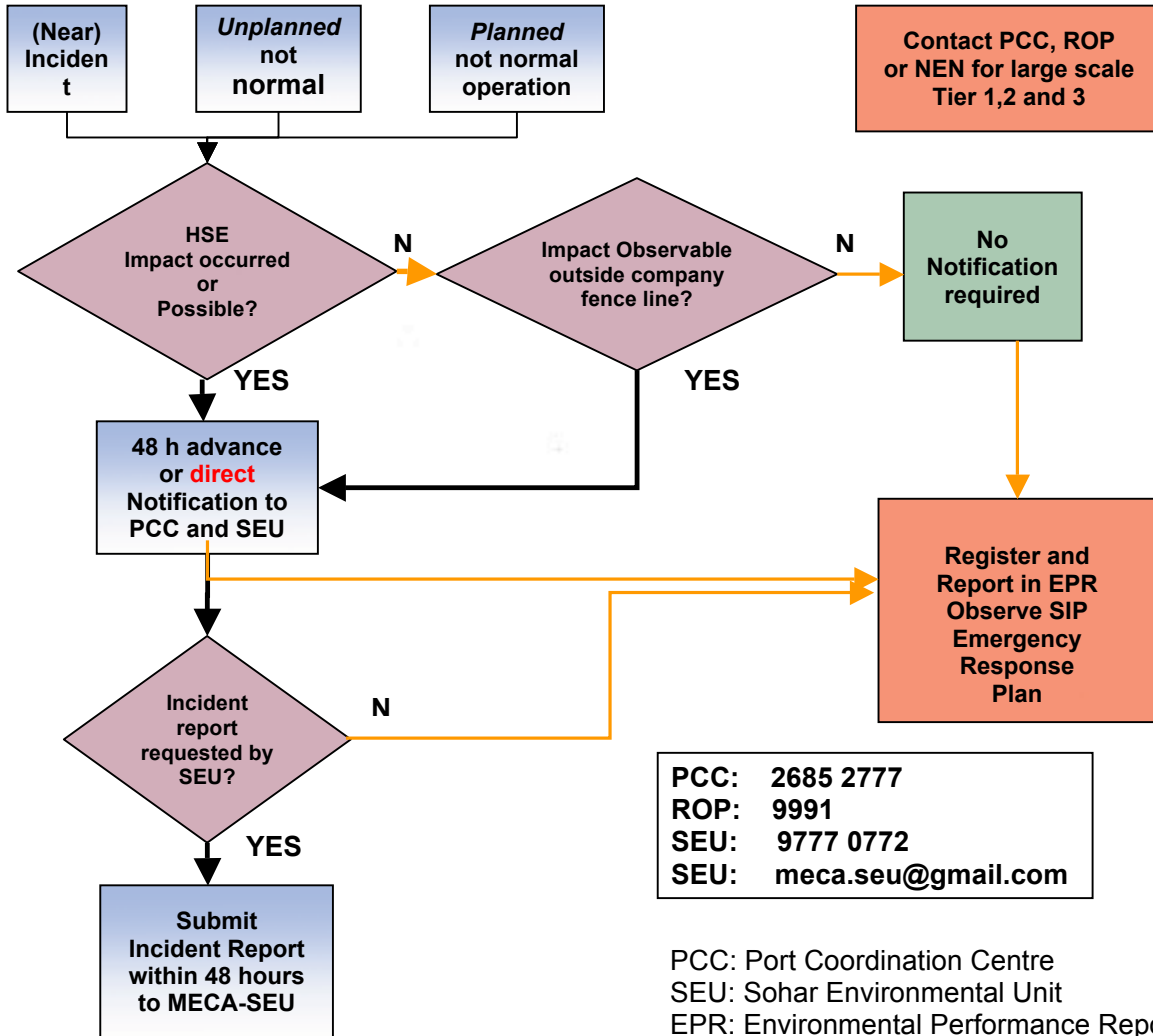 (Near)
Inciden
t
Unplanned
not
normal
Planned
not normal
operation
Contact PCC, ROP
or NEN for large scale
Tier 1,2 and 3
HSE
Impact occurred
or
Possible?
N
Impact Observable
outside company
fence line?
N
No
Notification
required
YES
YES
48 h advance
or direct
Notification to
PCC and SEU
Register and
Report in EPR
Observe SIP
Emergency
Response
Plan
Incident
report
requested by
SEU?
N
YES
PCC: 2685 2777
ROP: 9991
SEU: 9777 0772
SEU: meca.seu@gmail.com
Submit
Incident Report
within 48 hours
to MECA-SEU
PCC: Port Coordination Centre
SEU: Sohar Environmental Unit
EPR: Environmental Performance Repo